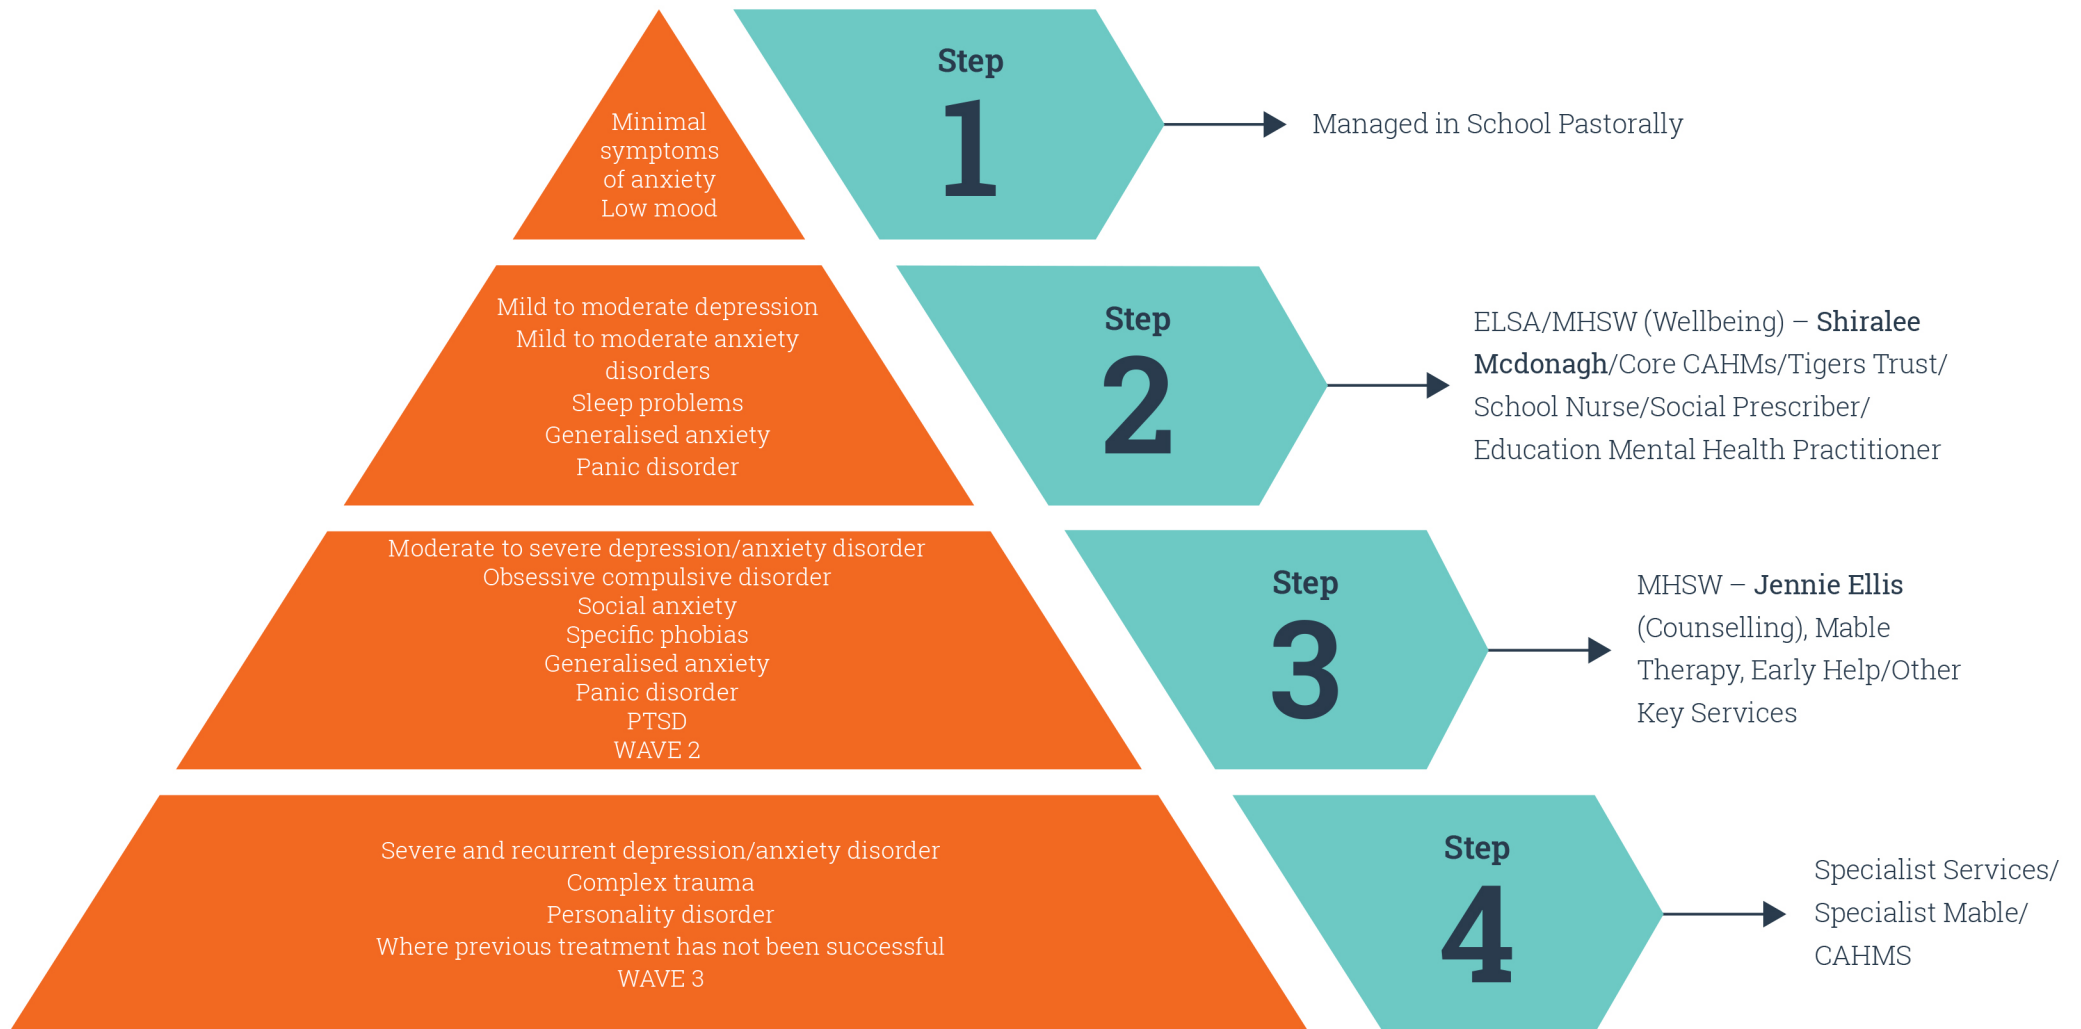 Minimal
symptoms
of anxiety
Low mood
Step
1
Managed in School Pastorally
Mild to moderate depression
Mild to moderate anxiety
disorders
Sleep problems
Generalised anxiety
Panic disorder
Step
2
ELSA/MHSW (Wellbeing) – Shiralee
Mcdonagh/Core CAHMs/Tigers Trust/
School Nurse/Social Prescriber/
Education Mental Health Practitioner
Moderate to severe depression/anxiety disorder
Obsessive compulsive disorder
Social anxiety
Specific phobias
Generalised anxiety
Panic disorder
PTSD
WAVE 2
Step
3
MHSW – Jennie Ellis
(Counselling), Mable
Therapy, Early Help/Other
Key Services
Severe and recurrent depression/anxiety disorder
Complex trauma
Personality disorder
Where previous treatment has not been successful
WAVE 3
Step
4
Specialist Services/
Specialist Mable/
CAHMS